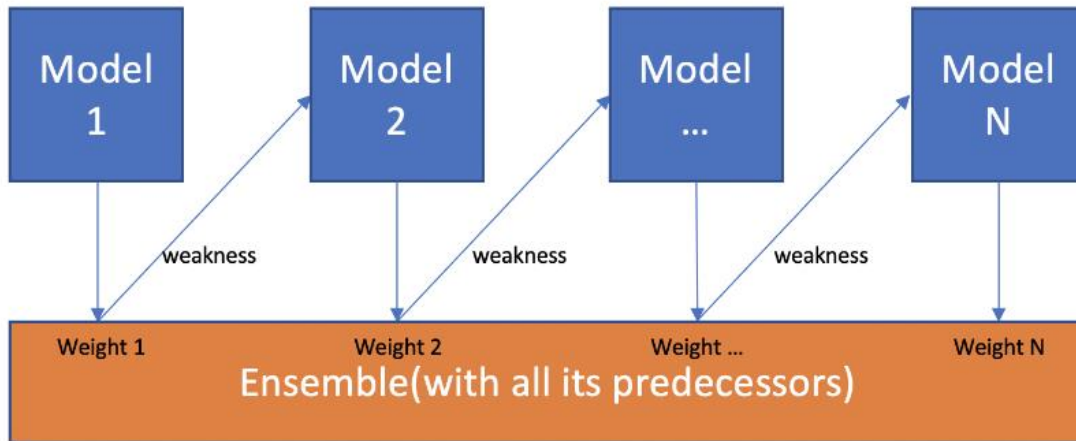 Model
1
Model
2
Model
...
Model
N
weakness
weakness
weakness
Weight 1
Weight 2
Weight ...
Weight N
Ensemble(with all its predecessors)